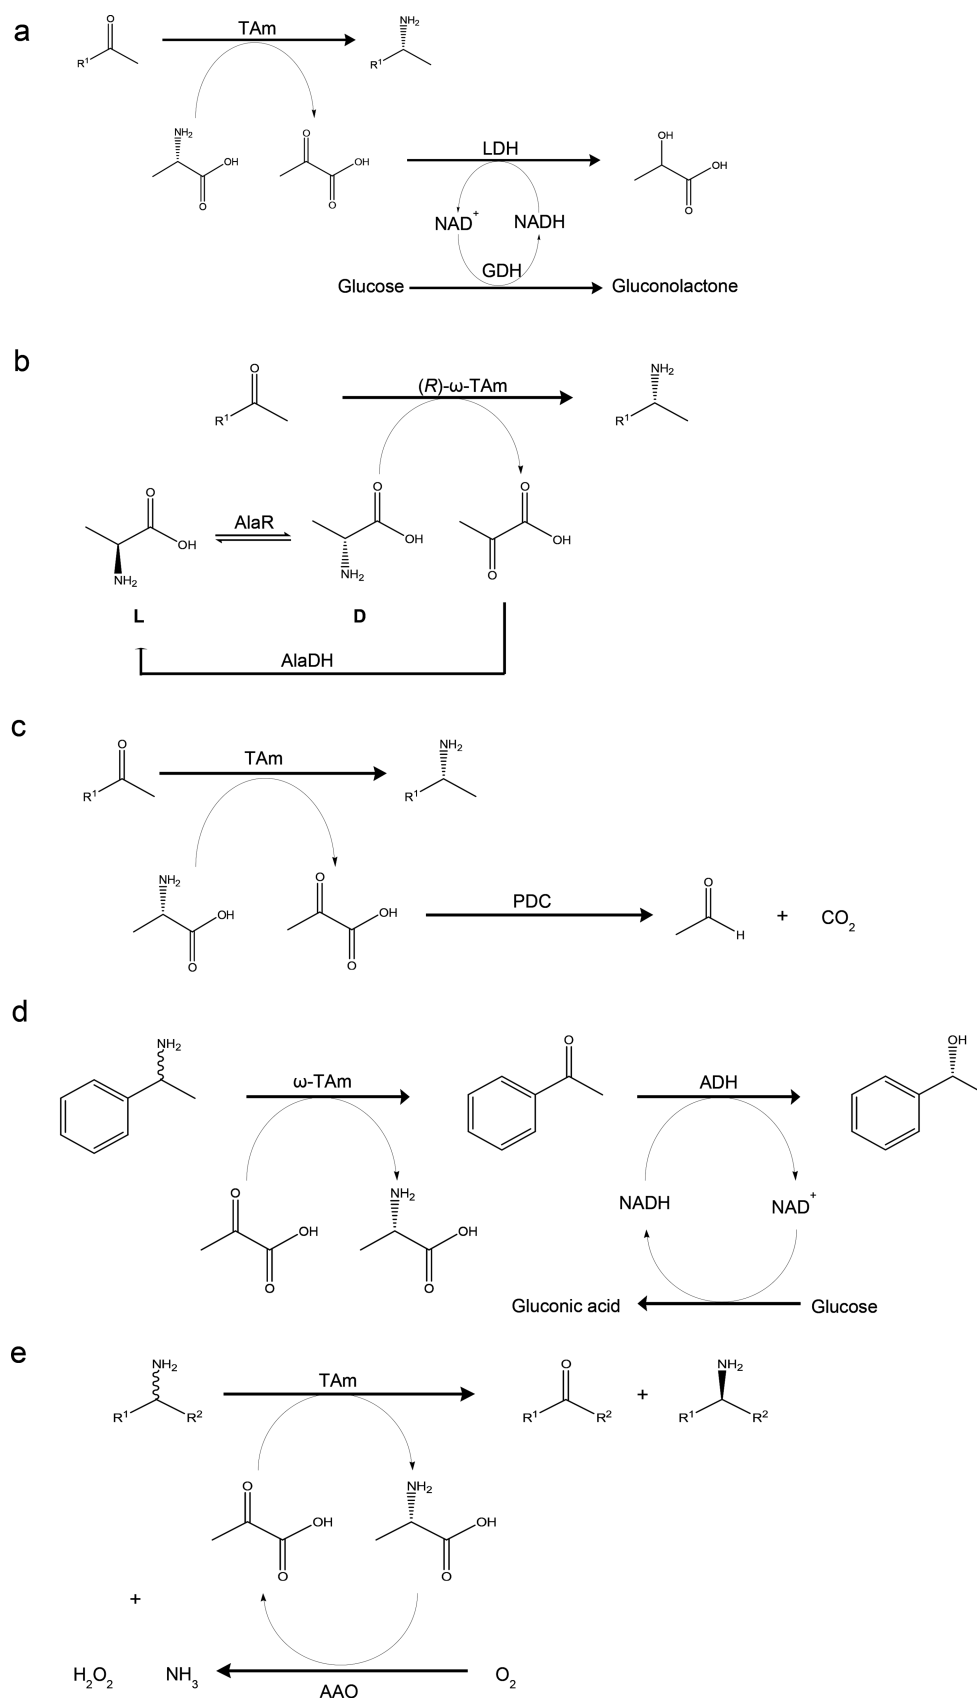 a
O
TAm
NH₂
R¹
R¹
NH₂
OH
O
O
OH
O
LDH
OH
OH
O
NAD⁺
NADH
GDH
Glucose
Gluconolactone
b
O
(R)-ω-TAm
NH₂
R¹
R¹
O
OH
NH₂
AlaR
O
OH
NH₂
O
OH
O
L
D
AlaDH
c
O
TAm
NH₂
R¹
R¹
NH₂
OH
O
O
OH
O
PDC
O
H
+
CO₂
d
NH₂
ω-TAm
O
ADH
OH
O
OH
O
NH₂
OH
O
NADH
NAD⁺
Gluconic acid
Glucose
e
NH₂
R¹
R²
TAm
O
R¹
R²
+
NH₂
R¹
R²
O
OH
O
NH₂
OH
O
+
H₂O₂
NH₃
AAO
O₂